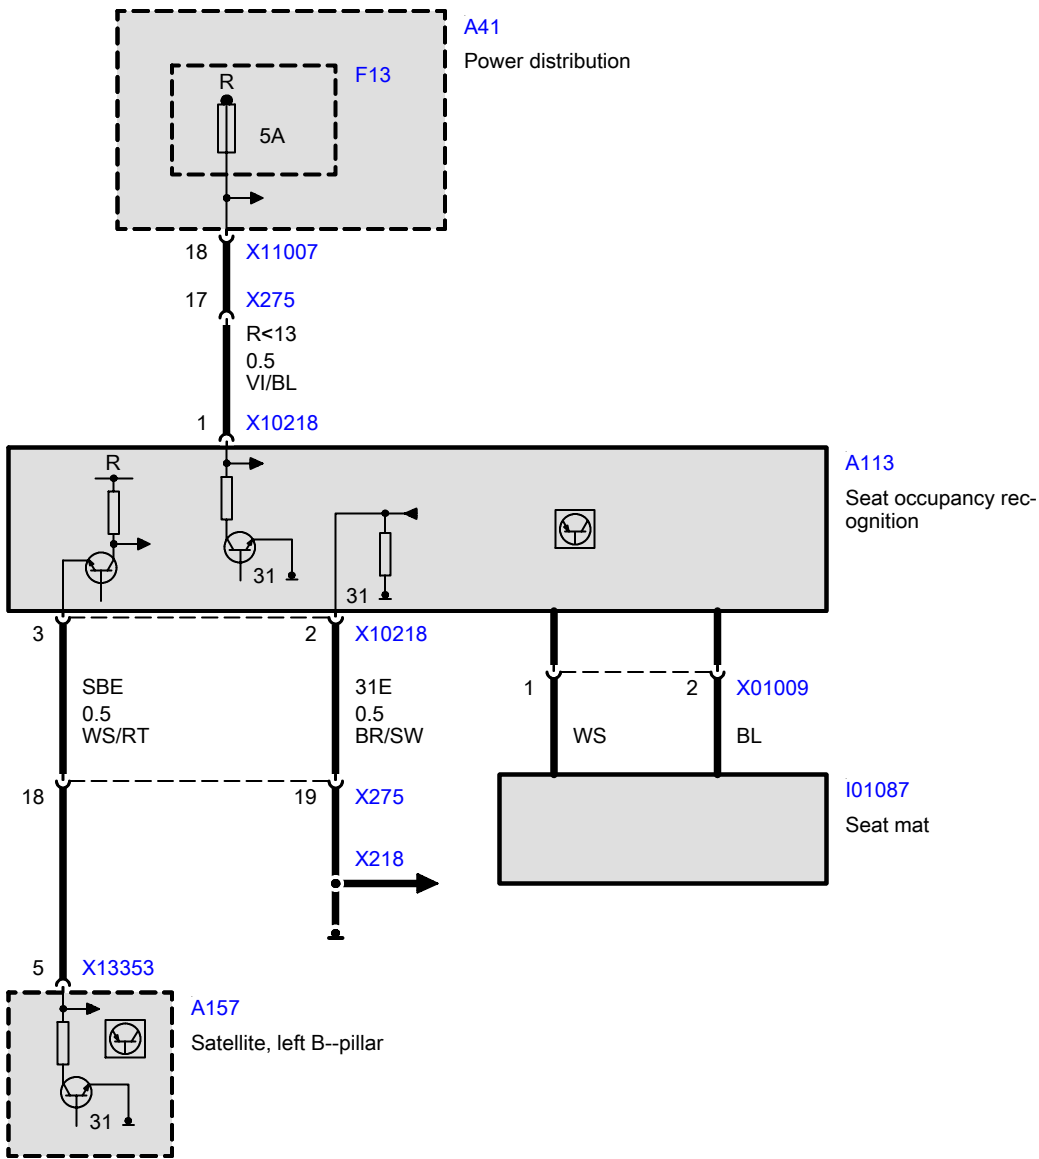 A41
Power distribution
F13
R
5A
18 X11007
17 X275
R<13
0.5
VI/BL
1 X10218
A113
Seat occupancy rec-
ognition
R
31
31
3 2 X10218
1 2 X01009
SBE 31E
0.5 0.5
WS/RT BR/SW
WS BL
18 19 X275
I01087
Seat mat
X218
5 X13353
A157
Satellite, left B--pillar
31